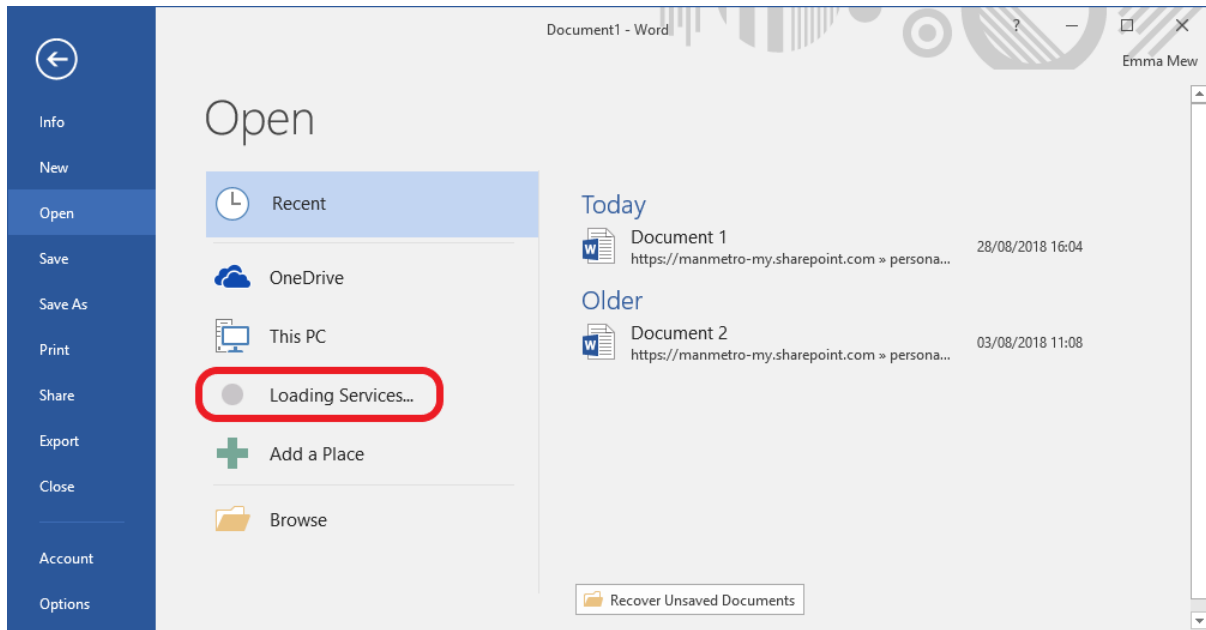 Document1 - Word
?
Emma Mew
Info
New
Open
Save
Save As
Print
Share
Export
Close
Account
Options
Open
Recent
OneDrive
This PC
Loading Services...
Add a Place
Browse
Today
Document 1
28/08/2018 16:04
https://manmetro-my.sharepoint.com » persona...
Older
Document 2
03/08/2018 11:08
https://manmetro-my.sharepoint.com » persona...
Recover Unsaved Documents